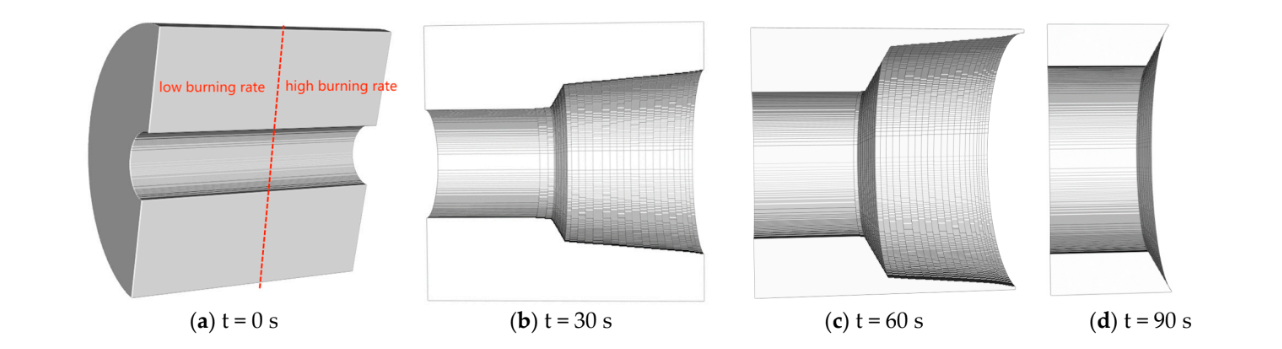 low burning rate
high burning rate
(a) t = 0 s
(b) t = 30 s
(c) t = 60 s
(d) t = 90 s